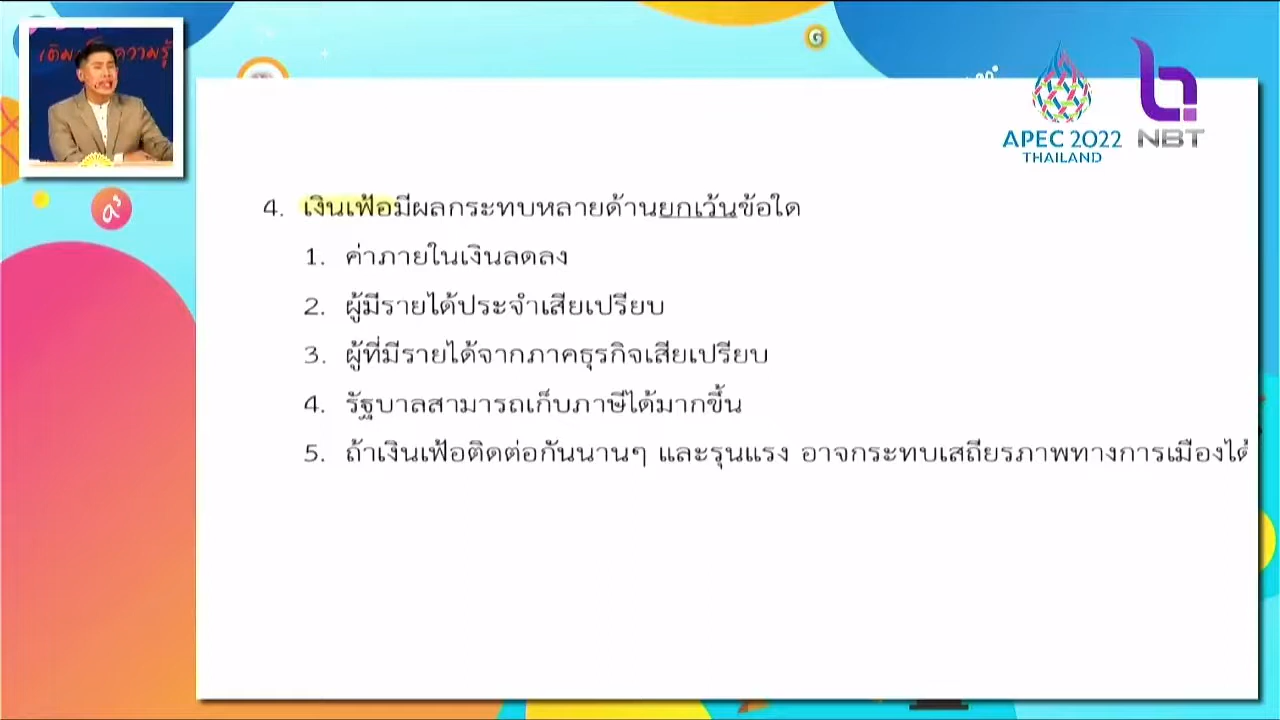 เติม ความรู้
G
APEC 2022
THAILAND
NBT
a³
4. เงินเฟ้อมีผลกระทบหลายด้านยกเว้นข้อใด
1. ค่าภายในเงินลดลง
2. ผู้มีรายได้ประจำเสียเปรียบ
3. ผู้ที่มีรายได้จากภาคธุรกิจเสียเปรียบ
4. รัฐบาลสามารถเก็บภาษีได้มากขึ้น
5. ถ้าเงินเฟ้อติดต่อกันนานๆ และรุนแรง อาจกระทบเสถียรภาพทางการเมืองได้